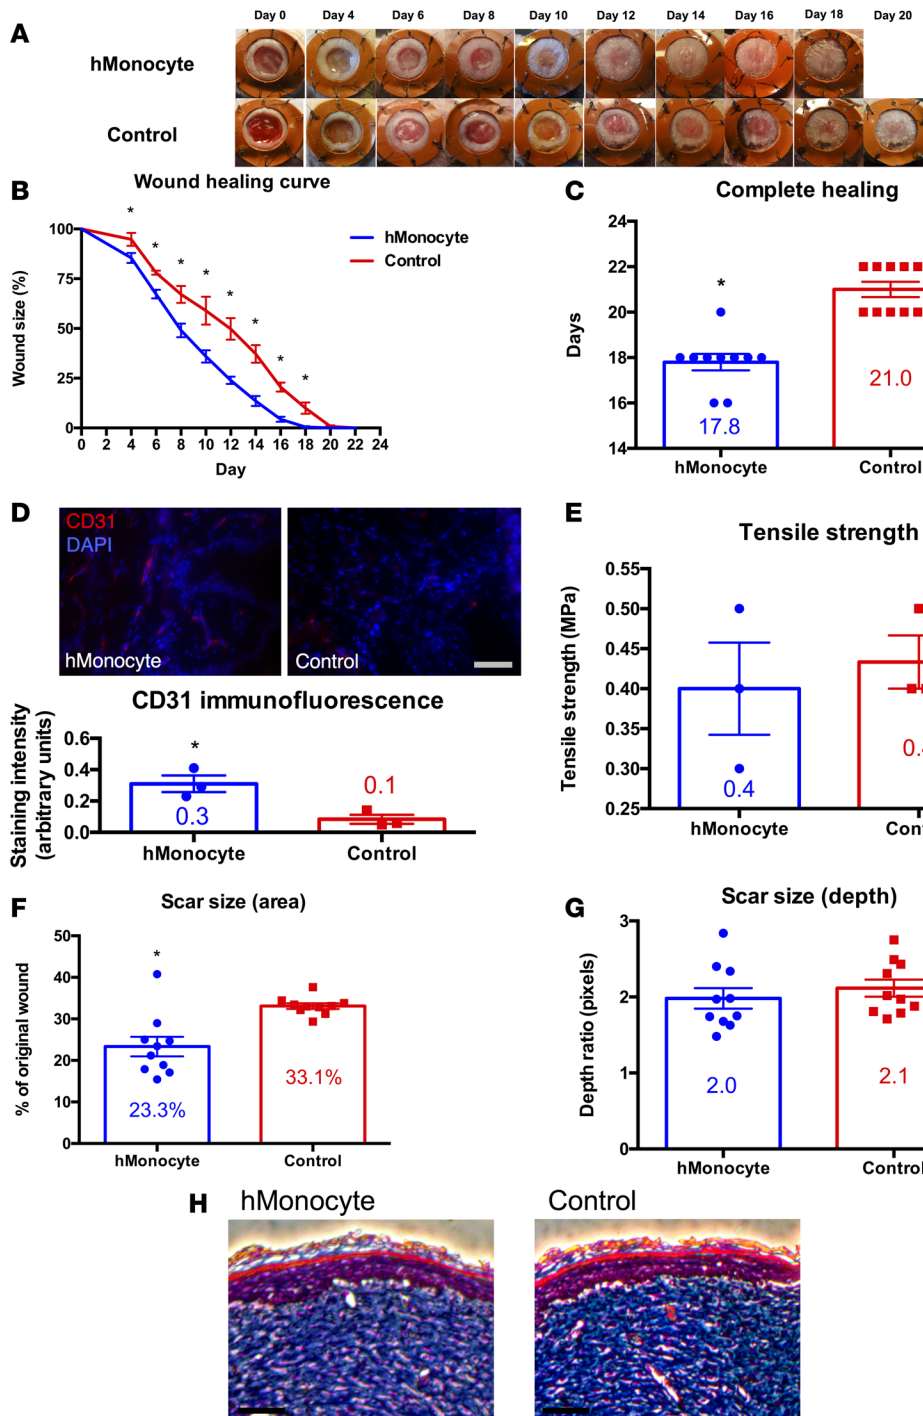 Day 0 Day 4 Day 6 Day 8 Day 10 Day 12 Day 14 Day 16 Day 18 Day 20
A
hMonocyte
Control
B
Wound healing curve
* * * * * * * *
hMonocyte
Control
Wound size (%)
100
75
50
25
0
0 2 4 6 8 10 12 14 16 18 20 22 24
Day
C
Complete healing
Days
24
22
20
18
16
14
*
17.8
21.0
hMonocyte Control
D
CD31
DAPI
hMonocyte
Control
CD31 immunofluorescence
Staining intensity
(arbitrary units)
0.6
0.4
0.2
0.0
*
0.3
0.1
hMonocyte Control
E
Tensile strength
Tensile strength (MPa)
0.55
0.50
0.45
0.40
0.35
0.30
0.25
0.4
0.
hMonocyte Cont
F
Scar size (area)
% of original wound
50
40
30
20
10
0
*
23.3%
33.1%
hMonocyte Control
G
Scar size (depth)
Depth ratio (pixels)
3
2
1
0
2.0
2.1
hMonocyte Control
H
hMonocyte Control